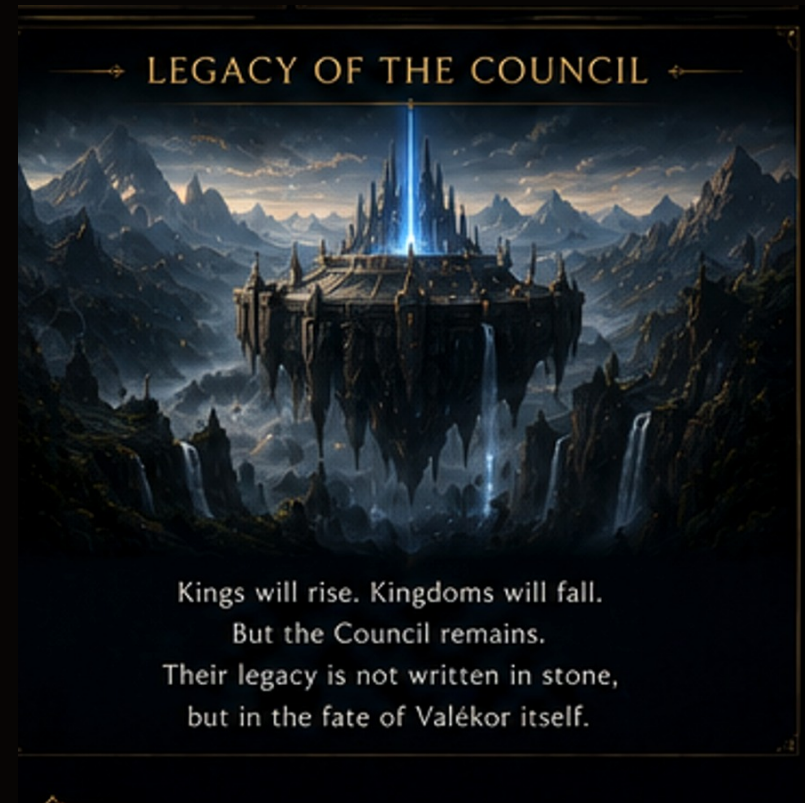 LEGACY OF THE COUNCIL
Kings will rise. Kingdoms will fall.
But the Council remains.
Their legacy is not written in stone,
but in the fate of Valékor itself.